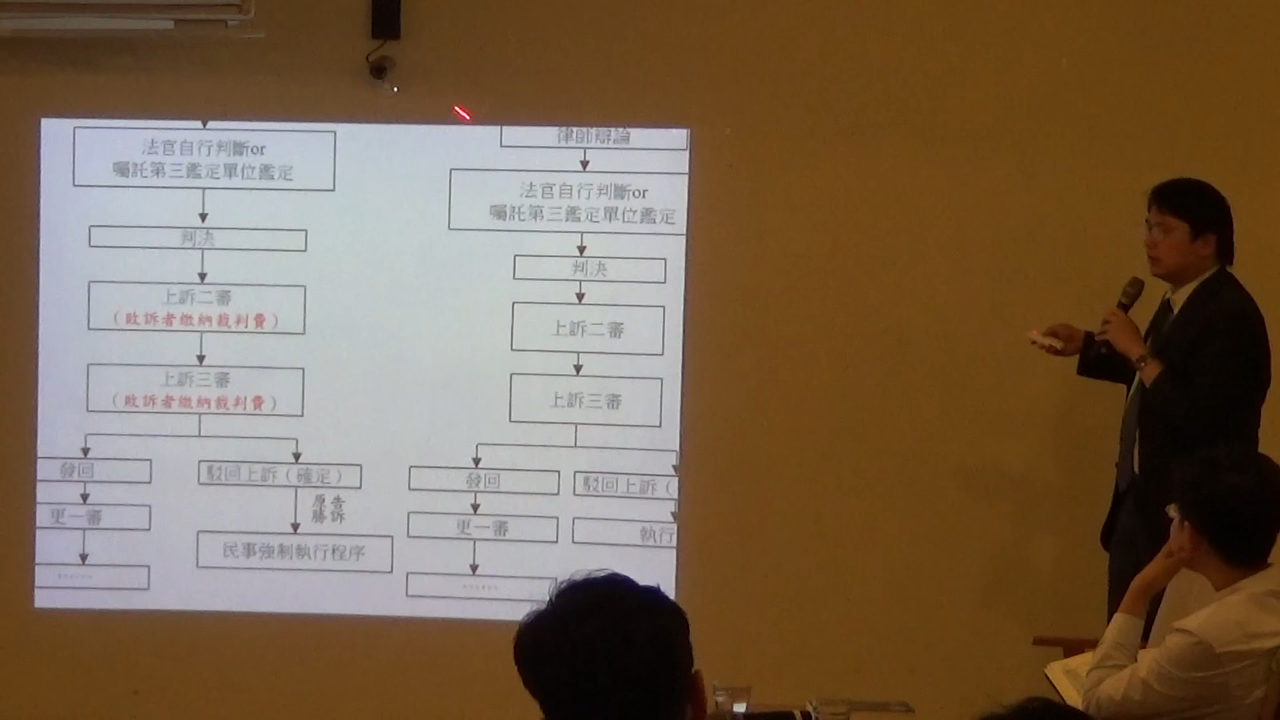 法官自行判斷or
囑託第三鑑定單位鑑定
判決
上訴二審
（敗訴者繳納裁判費）
上訴三審
（敗訴者繳納裁判費）
發回
駁回上訴（確定）
更一審
原告
勝訴
民事強制執行程序
律師辯論
法官自行判斷or
囑託第三鑑定單位鑑定
判決
上訴二審
上訴三審
發回
駁回上訴（
更一審
執行